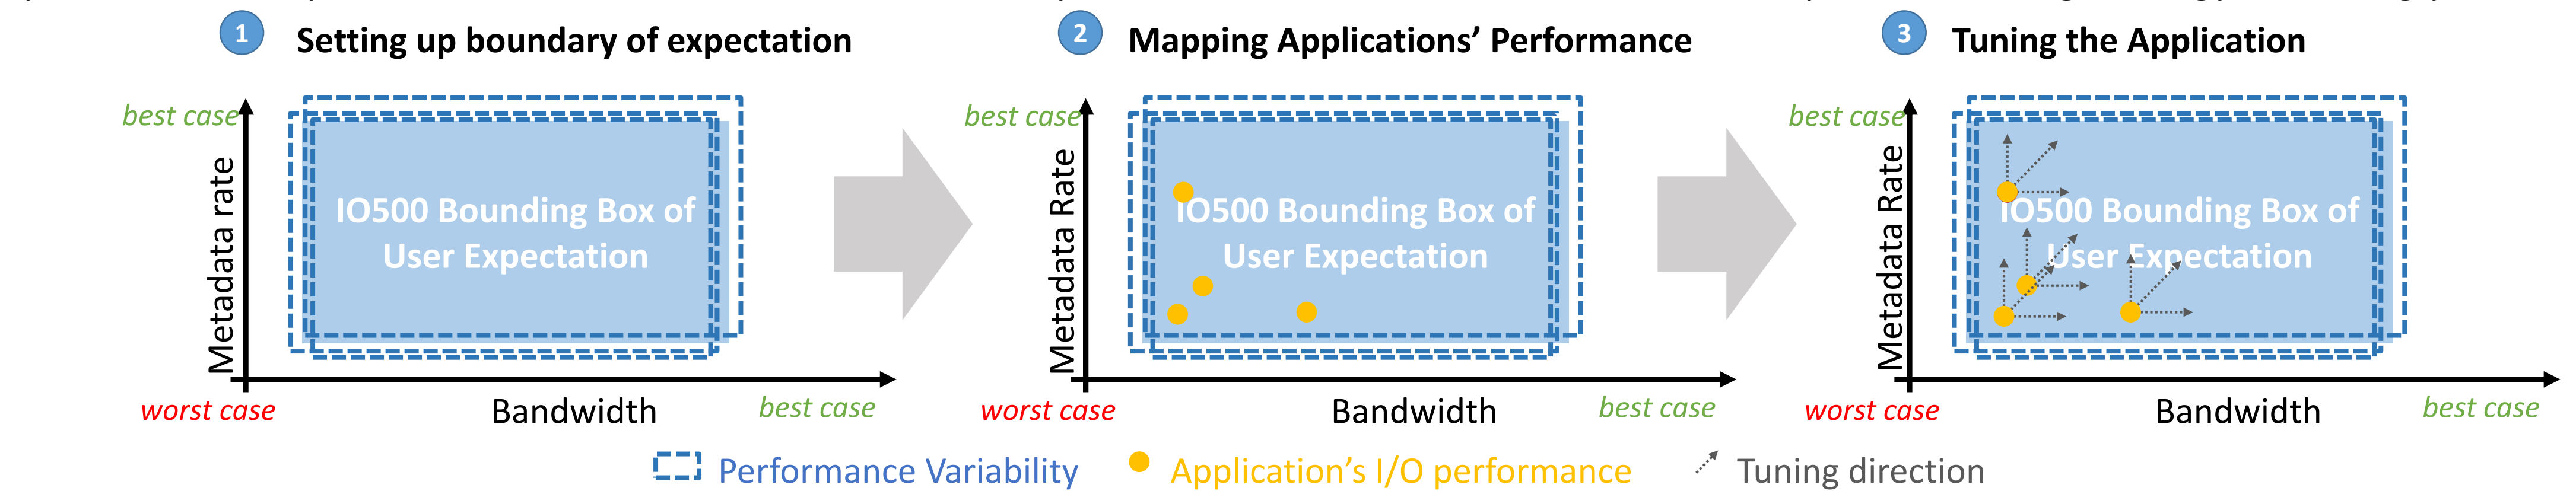 1 Setting up boundary of expectation
best case
Metadata rate
IO500 Bounding Box of
User Expectation
worst case
Bandwidth
best case
2 Mapping Applications’ Performance
best case
Metadata Rate
IO500 Bounding Box of
User Expectation
worst case
Bandwidth
best case
3 Tuning the Application
best case
Metadata Rate
IO500 Bounding Box of
User Expectation
worst case
Bandwidth
best case
Performance Variability
Application’s I/O performance
Tuning direction